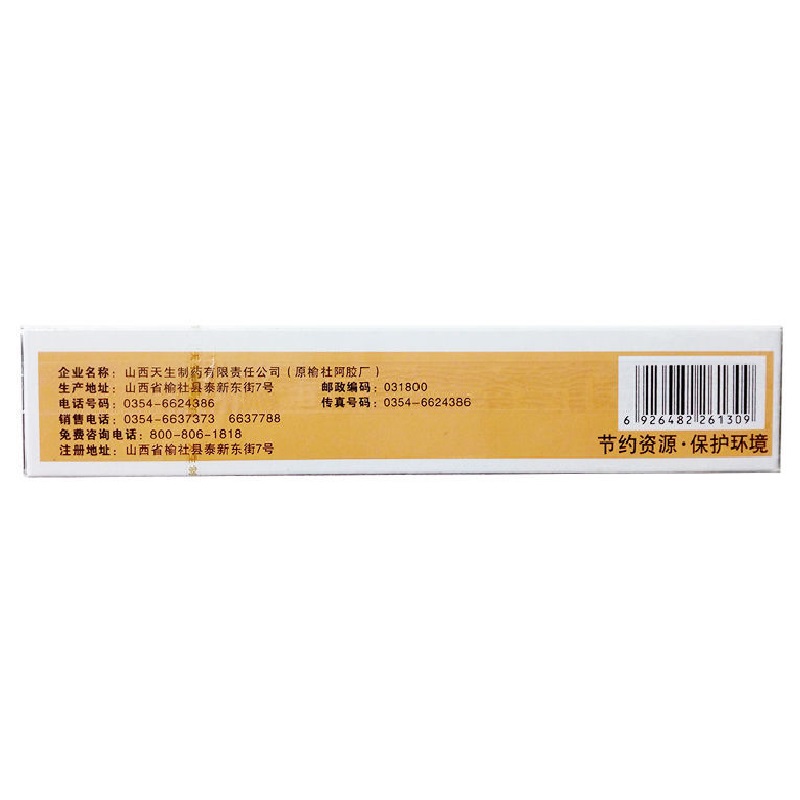 企业名称：山西天生制药有限责任公司（原榆社阿胶厂）
生产地址：山西省榆社县泰新东街7号 邮政编码：031800
电话号码：0354-6624386 传真号码：0354-6624386
销售电话：0354-6637373 6637788
免费咨询电话：800-806-1818
注册地址：山西省榆社县泰新东街7号
6 926482 261309
节约资源·保护环境